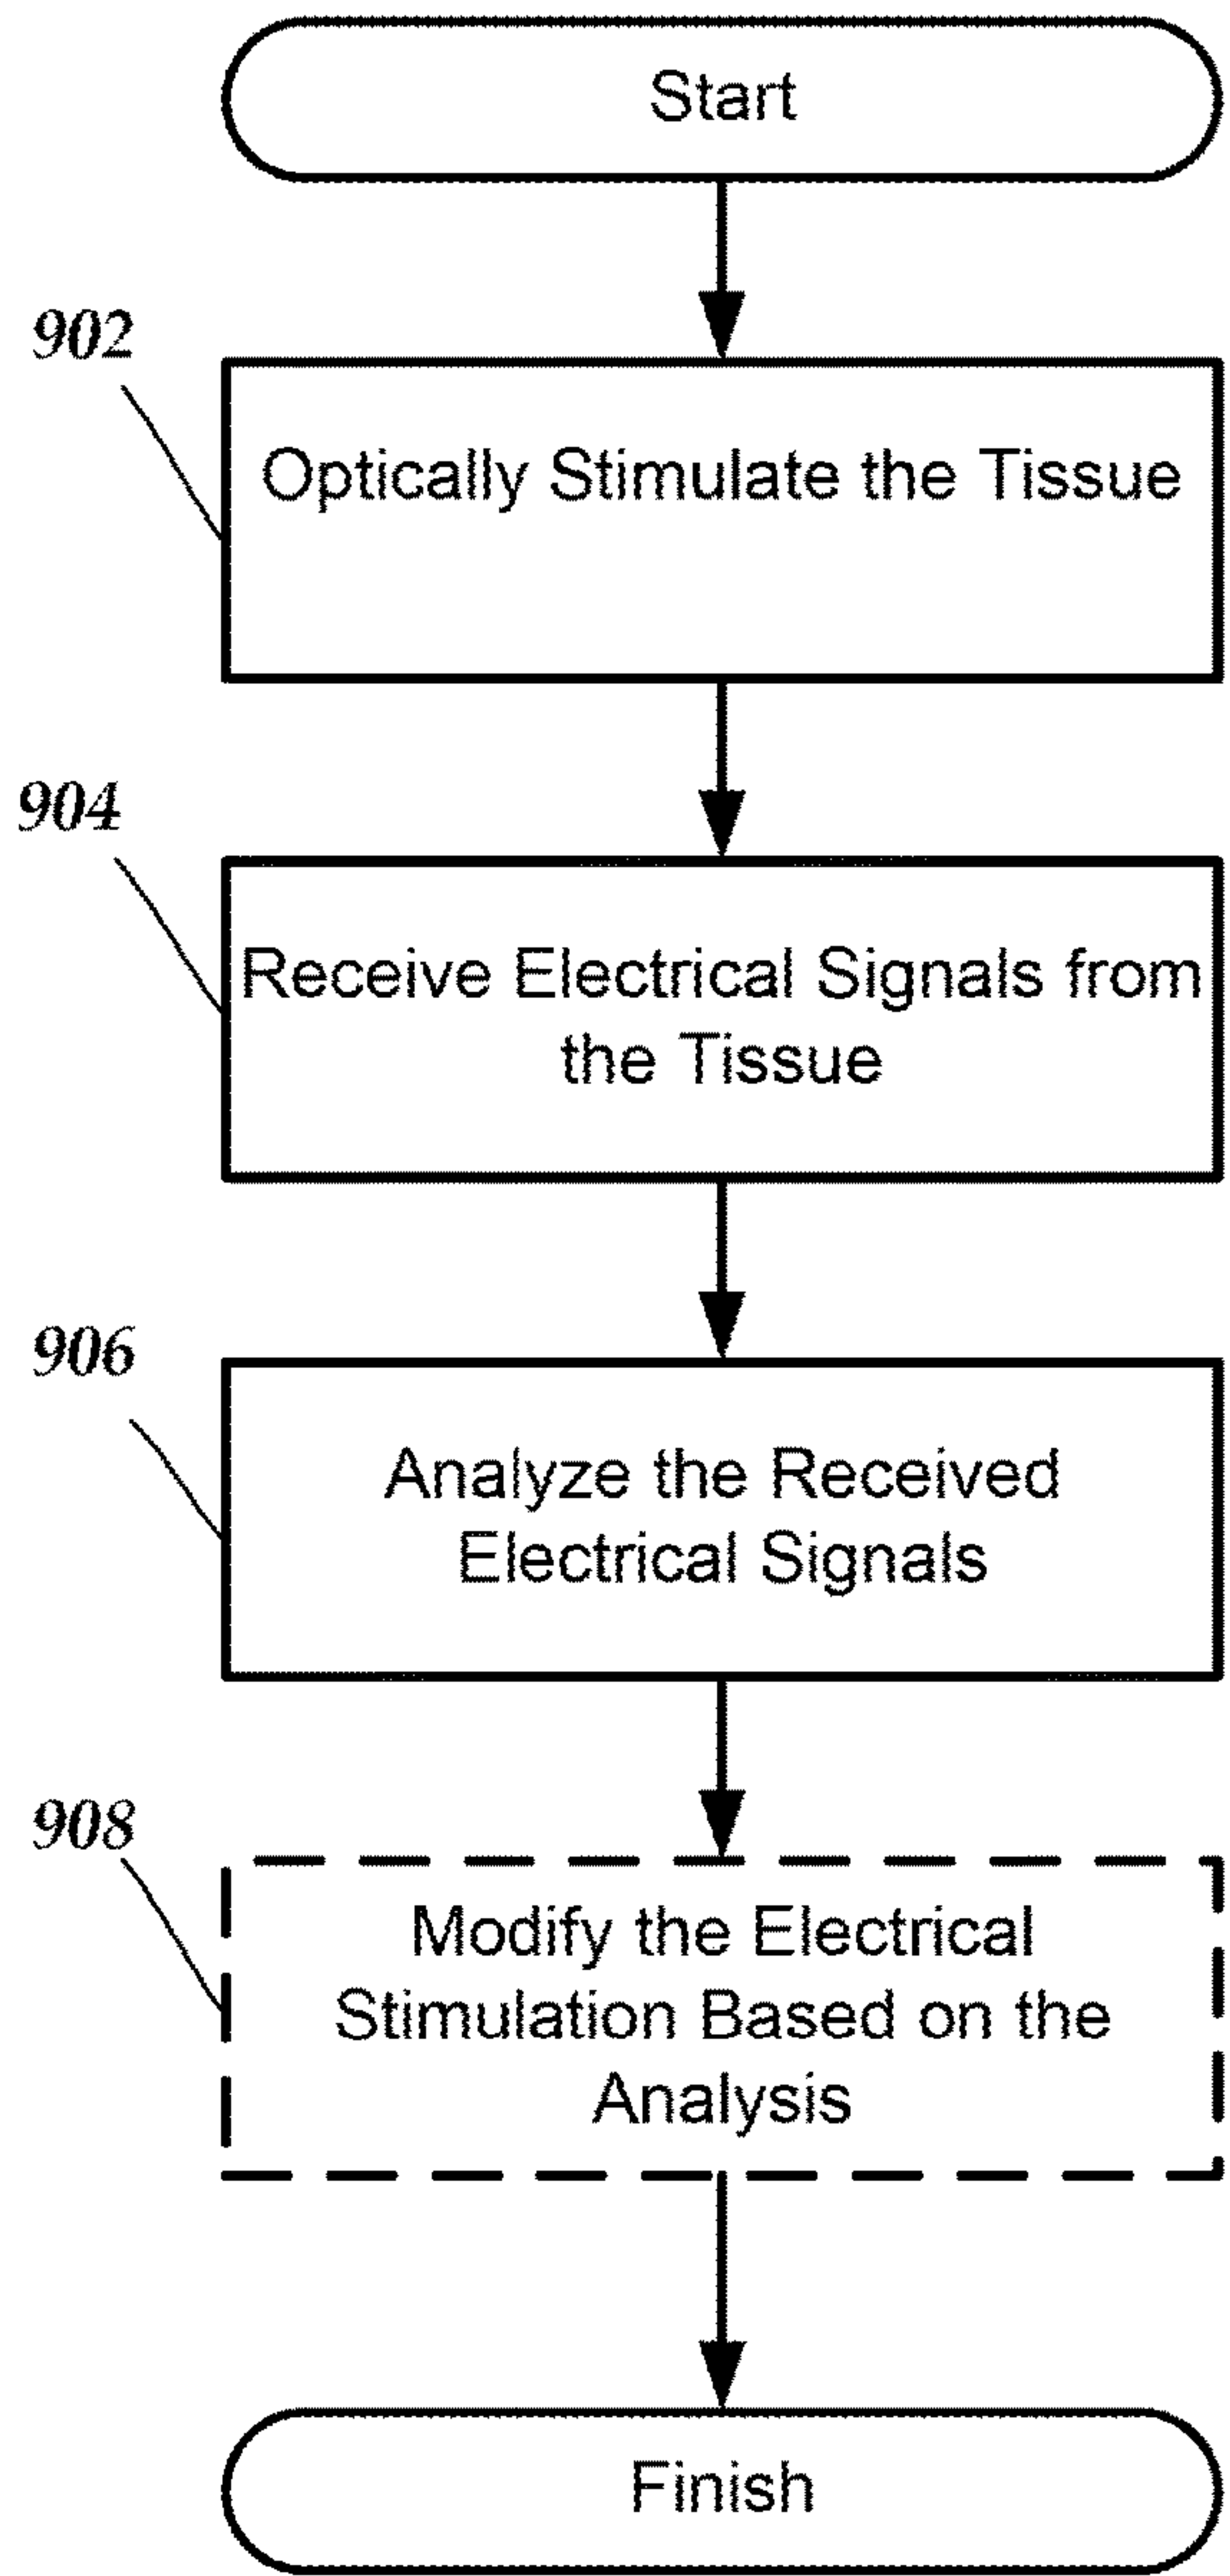 Start
902
Optically Stimulate the Tissue
904
Receive Electrical Signals from
the Tissue
906
Analyze the Received
Electrical Signals
908
Modify the Electrical
Stimulation Based on the
Analysis
Finish